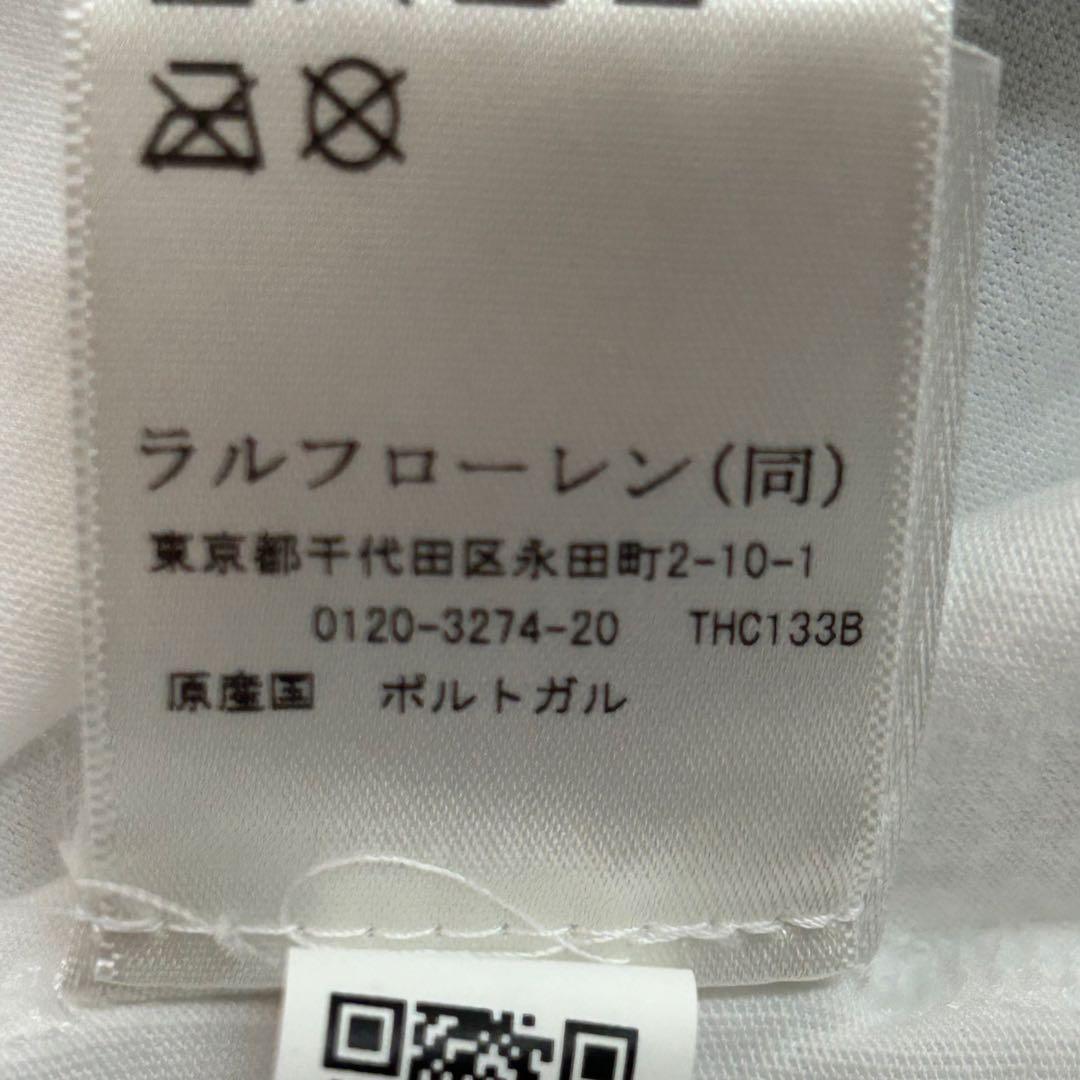 ラルフローレン(同)
東京都千代田区永田町2-10-1
0120-3274-20 THC133B
原産国 ポルトガル